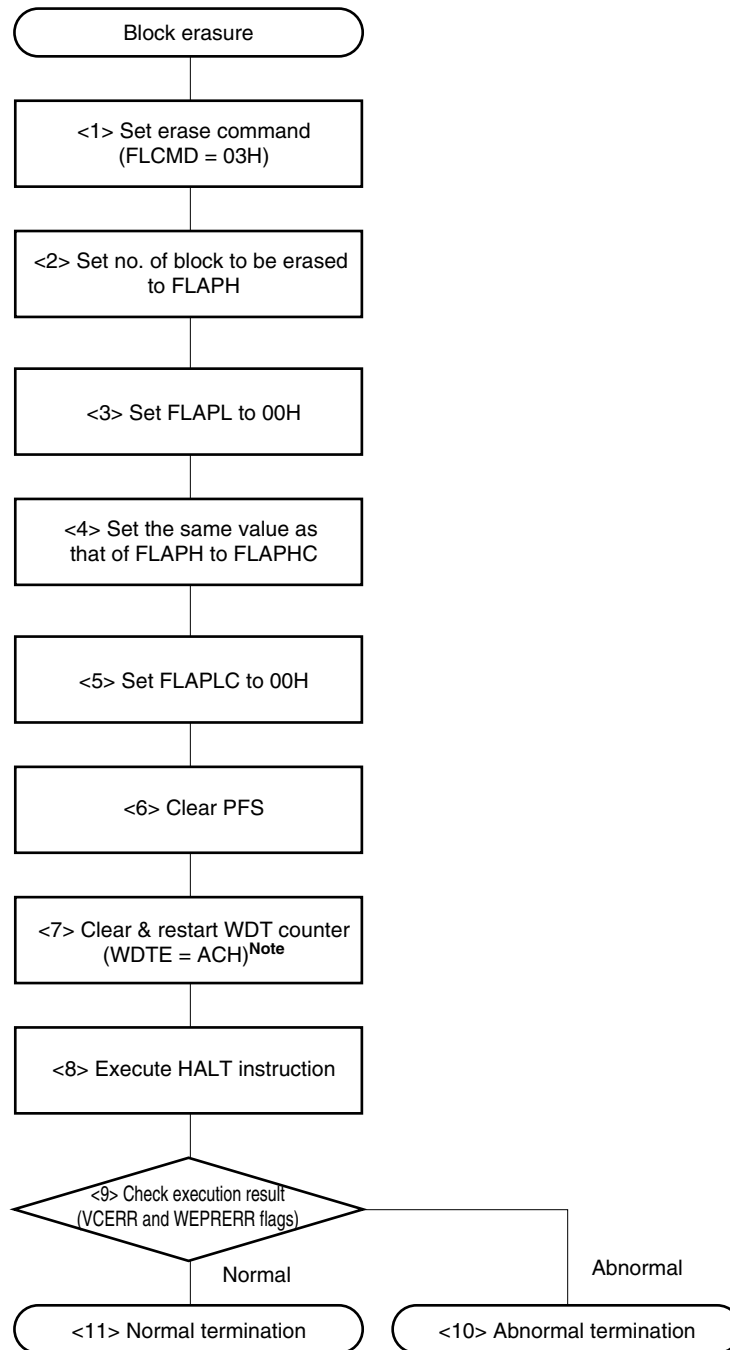 Block erasure
<1> Set erase command
(FLCMD = 03H)
<2> Set no. of block to be erased
to FLAPH
<3> Set FLAPL to 00H
<4> Set the same value as
that of FLAPH to FLAPHC
<5> Set FLAPLC to 00H
<6> Clear PFS
<7> Clear & restart WDT counter
(WDTE = ACH)Note
<8> Execute HALT instruction
<9> Check execution result
(VCERR and WEPRERR flags)
Normal
Abnormal
<11> Normal termination
<10> Abnormal termination